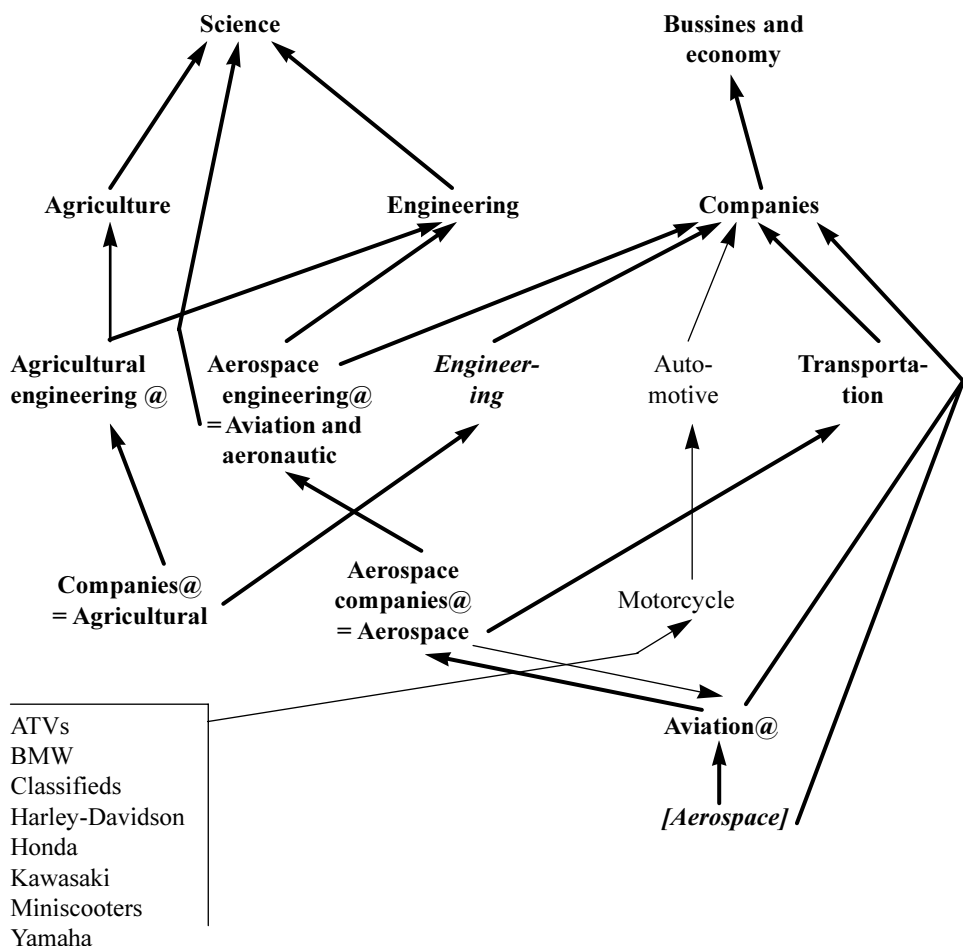 Science
Bussines and
economy
Agriculture
Engineering
Companies
Agricultural
engineering @
Aerospace
engineering@
= Aviation and
aeronautic
Engineer-
ing
Auto-
motive
Transporta-
tion
Companies@
= Agricultural
Aerospace
companies@
= Aerospace
Motorcycle
Aviation@
[Aerospace]
ATVs
BMW
Classifieds
Harley-Davidson
Honda
Kawasaki
Miniscooters
Yamaha